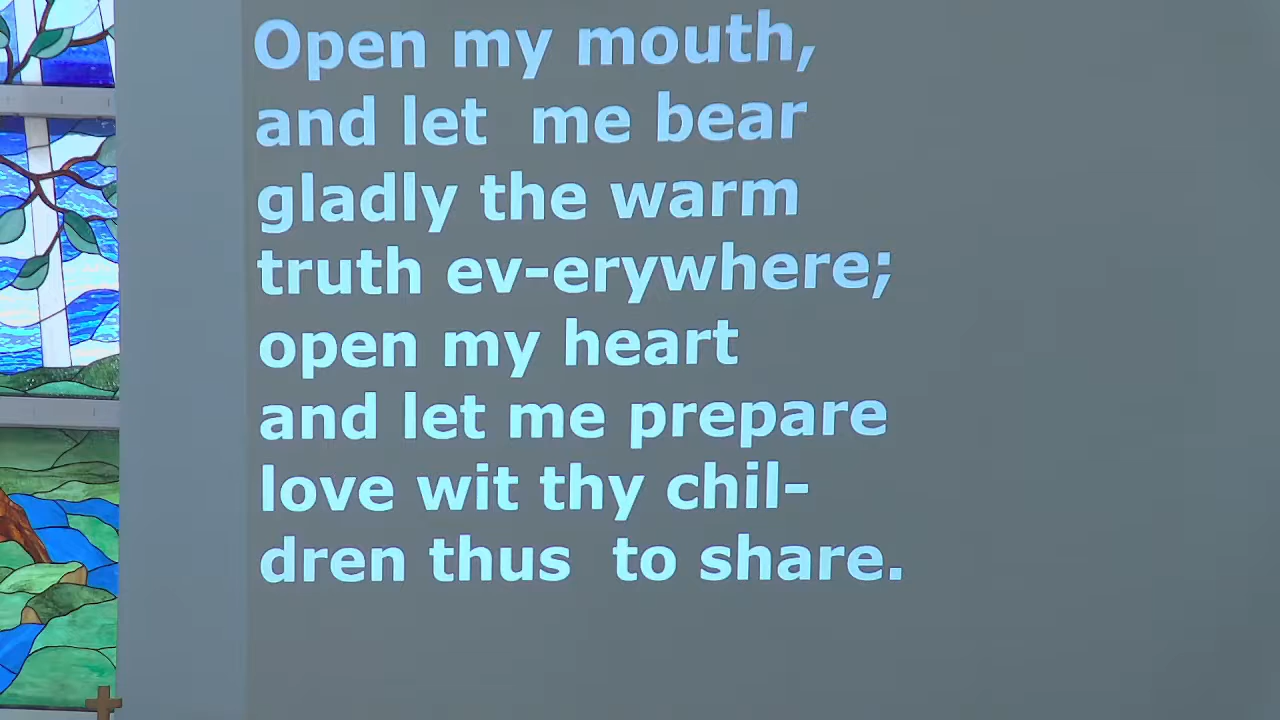 Open my mouth,
and let me bear
gladly the warm
truth ev-erywhere;
open my heart
and let me prepare
love wit thy chil-
dren thus to share.